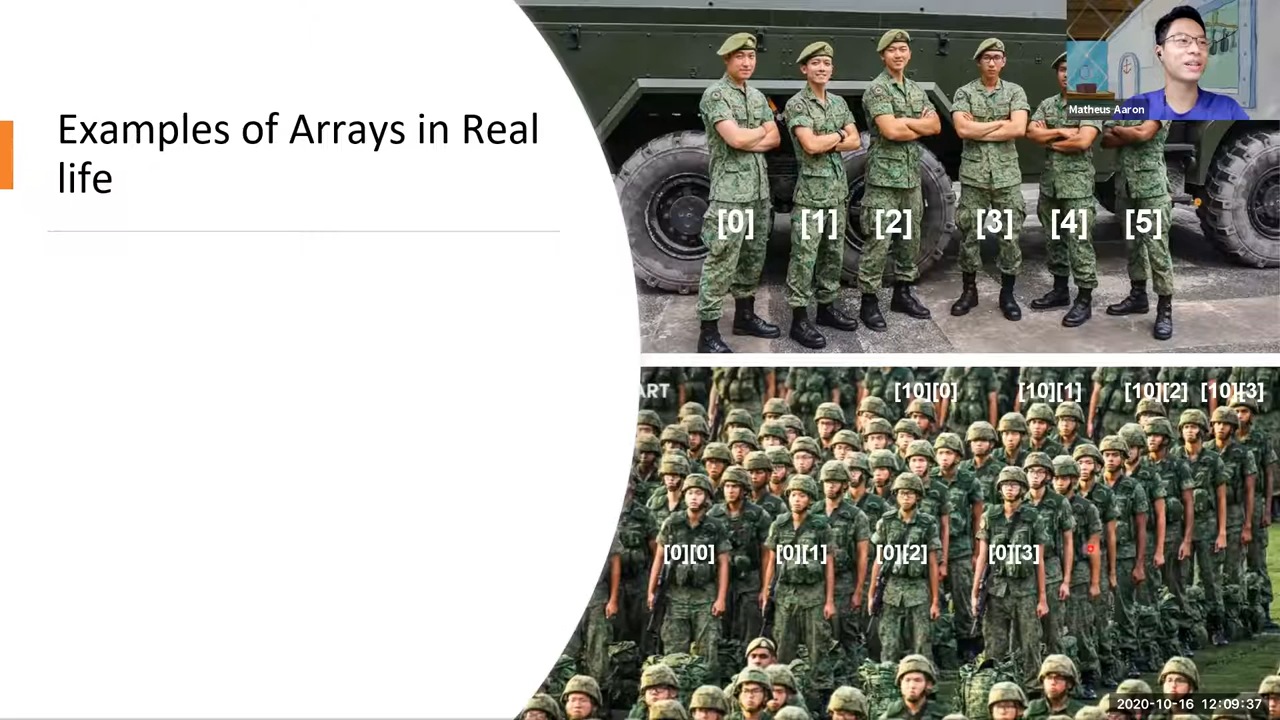 Examples of Arrays in Real
life
Matheus Aaron
[0] [1] [2] [3] [4] [5]
ART
[10][0] [10][1] [10][2] [10][3]
[0][0] [0][1] [0][2] [0][3]
2020-10-16 12:09:37